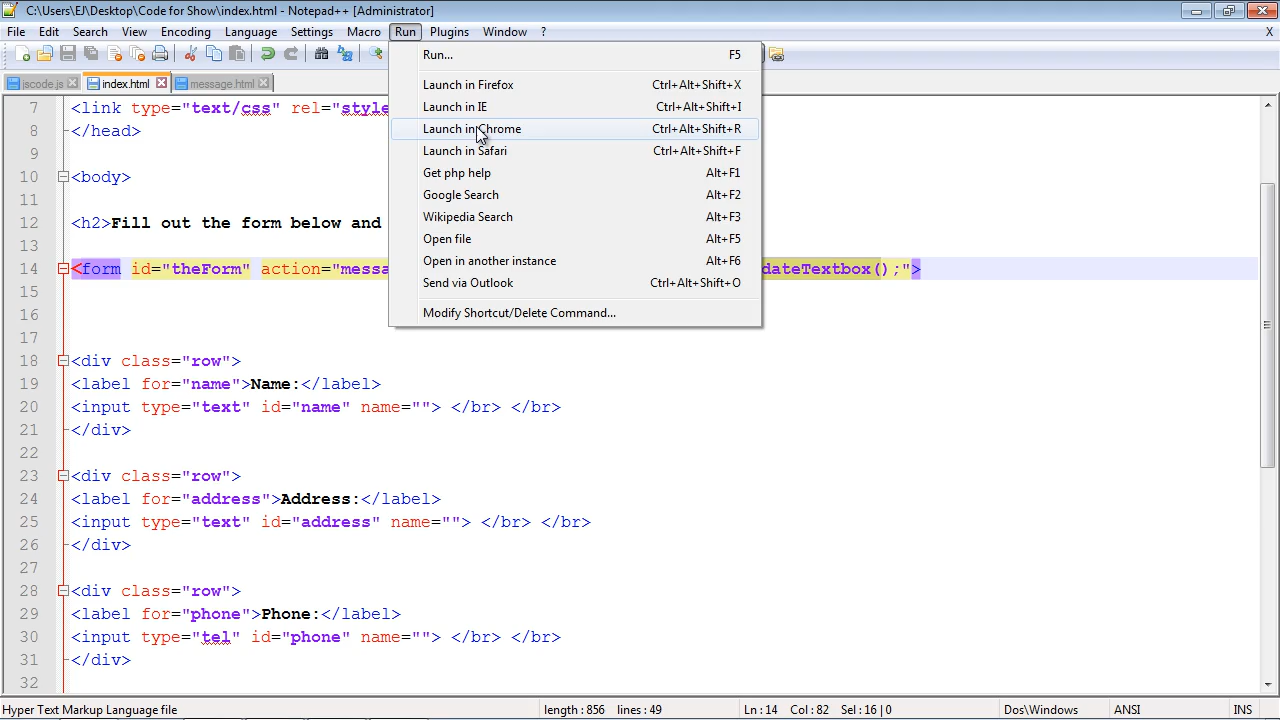 C:\Users\EJ\Desktop\Code for Show\index.html - Notepad++ [Administrator]
File Edit Search View Encoding Language Settings Macro Run Plugins Window ? X
jscode.js index.html message.html
Run... F5
Launch in Firefox Ctrl+Alt+Shift+X
Launch in IE Ctrl+Alt+Shift+I
Launch in Chrome Ctrl+Alt+Shift+R
Launch in Safari Ctrl+Alt+Shift+F
Get php help Alt+F1
Google Search Alt+F2
Wikipedia Search Alt+F3
Open file Alt+F5
Open in another instance Alt+F6
Send via Outlook Ctrl+Alt+Shift+O
Modify Shortcut/Delete Command...
7 <link type="text/css" rel="style
8 </head>
9
10 <body>
11
12 <h2>Fill out the form below and
13
14 <form id="theForm" action="messa dateTextbox();">
15
16
17
18 <div class="row">
19 <label for="name">Name:</label>
20 <input type="text" id="name" name=""> </br> </br>
21 </div>
22
23 <div class="row">
24 <label for="address">Address:</label>
25 <input type="text" id="address" name=""> </br> </br>
26 </div>
27
28 <div class="row">
29 <label for="phone">Phone:</label>
30 <input type="tel" id="phone" name=""> </br> </br>
31 </div>
32
Hyper Text Markup Language file length : 856 lines : 49 Ln : 14 Col : 82 Sel : 16 | 0 Dos\Windows ANSI INS